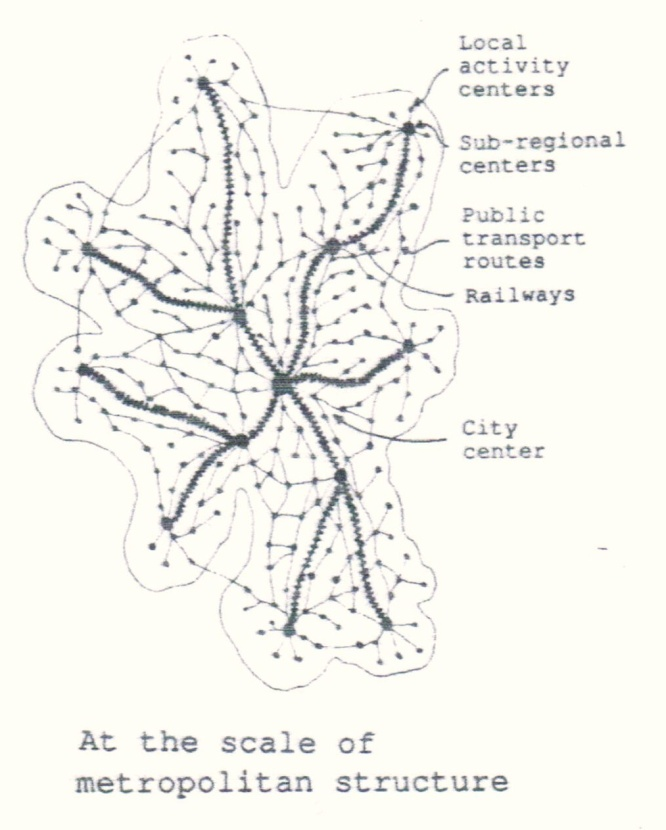 Local
activity
centers
Sub-regional
centers
Public
transport
routes
Railways
City
center
At the scale of
metropolitan structure